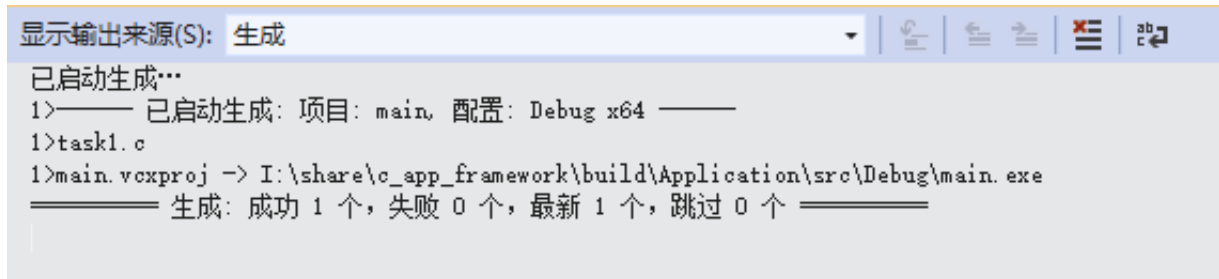 显示输出来源(S): 生成
已启动生成…
1>—— 已启动生成: 项目: main, 配置: Debug x64 ——
1>task1.c
1>main.vcxproj -> I:\share\c_app_framework\build\Application\src\Debug\main.exe
========== 生成: 成功 1 个，失败 0 个，最新 1 个，跳过 0 个 ==========